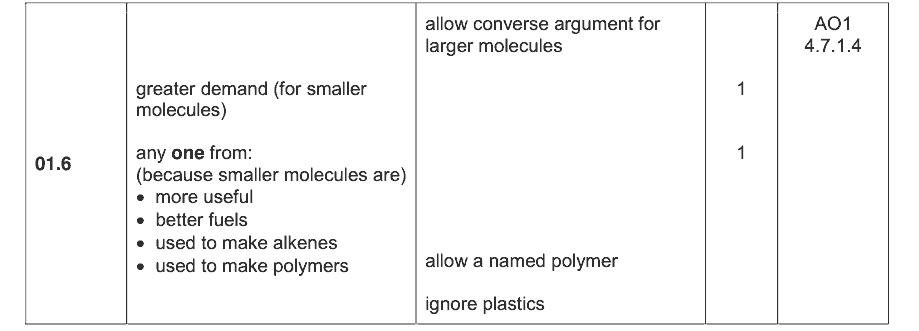 allow converse argument for
larger molecules
AO1
4.7.1.4
greater demand (for smaller
molecules)
1
01.6
any one from:
(because smaller molecules are)
• more useful
• better fuels
• used to make alkenes
• used to make polymers
1
allow a named polymer
ignore plastics